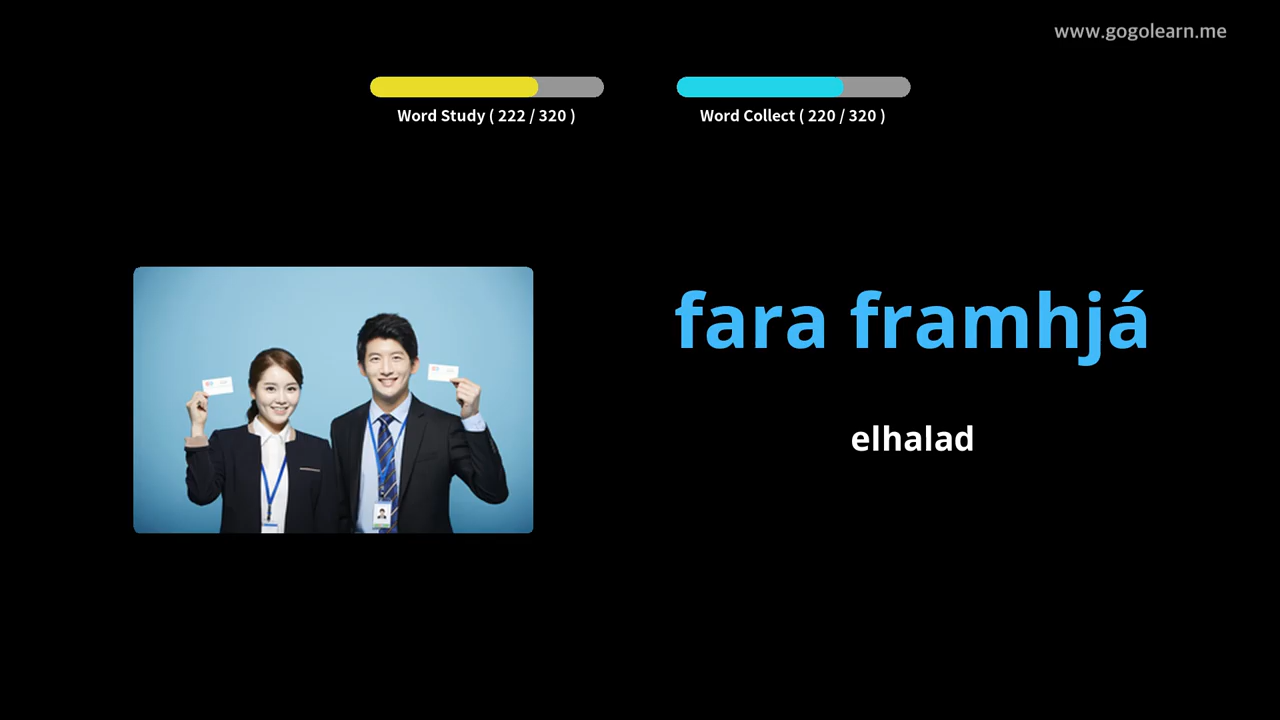 www.gogolearn.me
Word Study ( 222 / 320 )
Word Collect ( 220 / 320 )
fara framhjá
elhalad